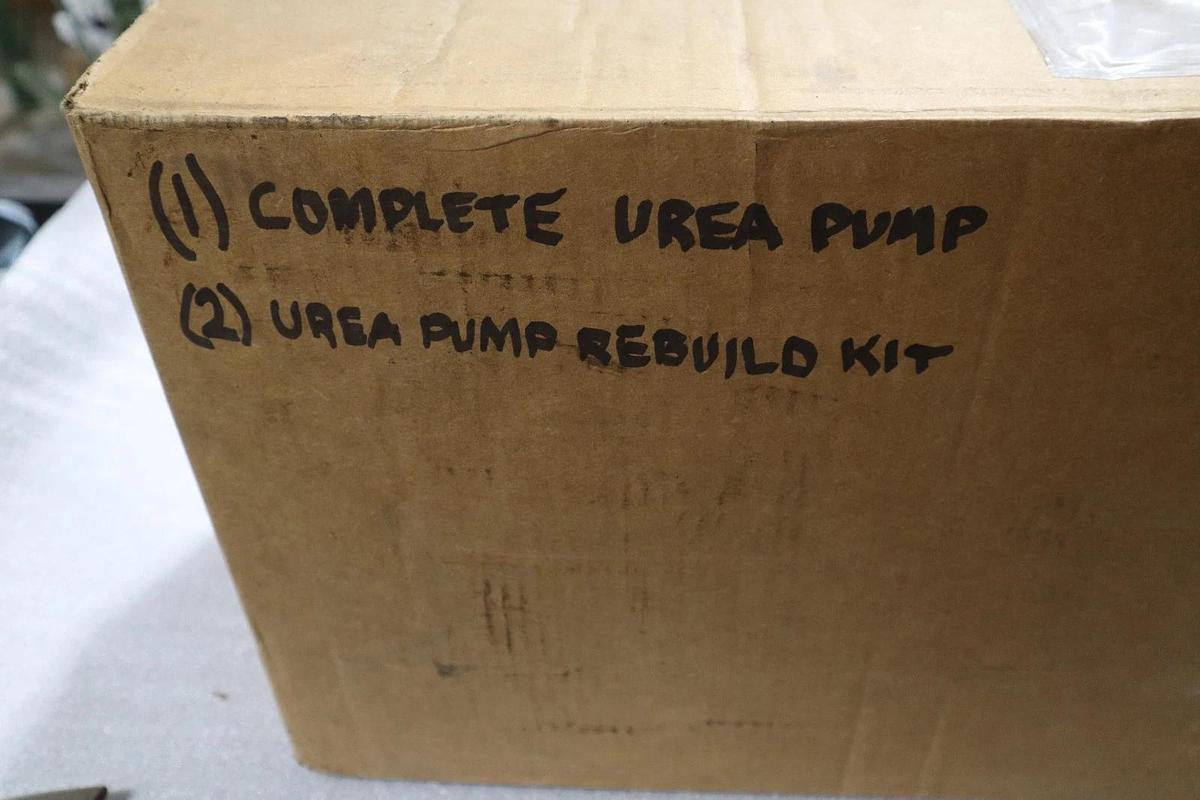 (1) COMPLETE UREA PUMP
(2) UREA PUMP REBUILD KIT